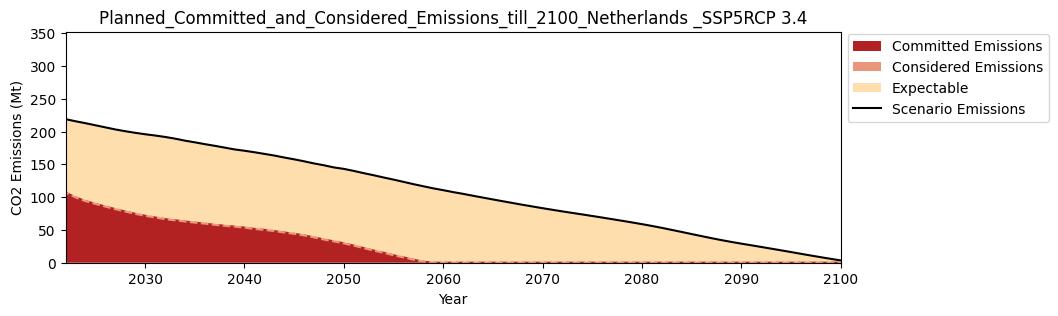 Planned_Committed_and_Considered_Emissions_till_2100_Netherlands _SSP5RCP 3.4
350
300
250
200
150
100
50
0
CO2 Emissions (Mt)
2030 2040 2050 2060 2070 2080 2090 2100
Year
Committed Emissions
Considered Emissions
Expectable
Scenario Emissions